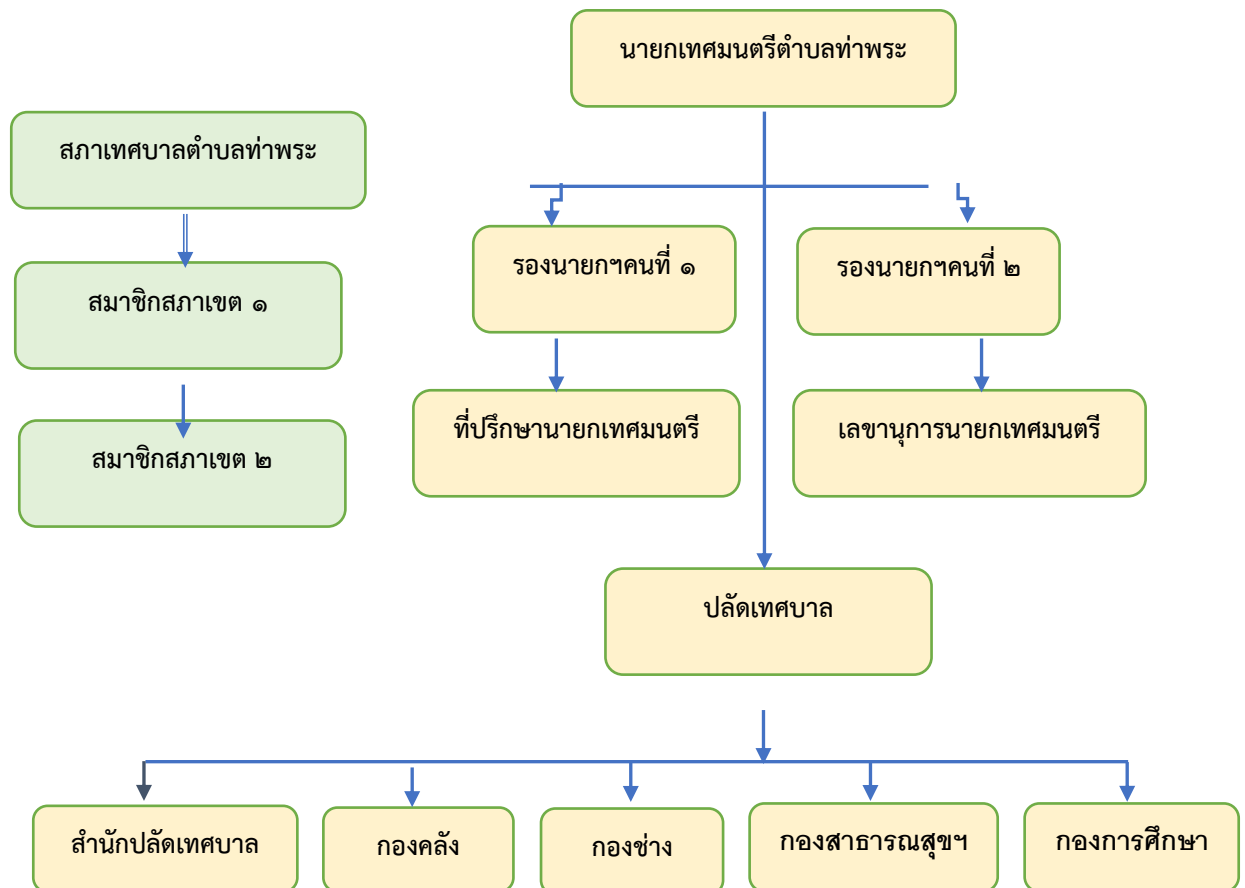 นายกเทศมนตรีตำบลท่าพระ
สภาเทศบาลตำบลท่าพระ
รองนายกฯคนที่ ๑
รองนายกฯคนที่ ๒
สมาชิกสภาเขต ๑
ที่ปรึกษานายกเทศมนตรี
เลขานุการนายกเทศมนตรี
สมาชิกสภาเขต ๒
ปลัดเทศบาล
สำนักปลัดเทศบาล
กองคลัง
กองช่าง
กองสาธารณสุขฯ
กองการศึกษา